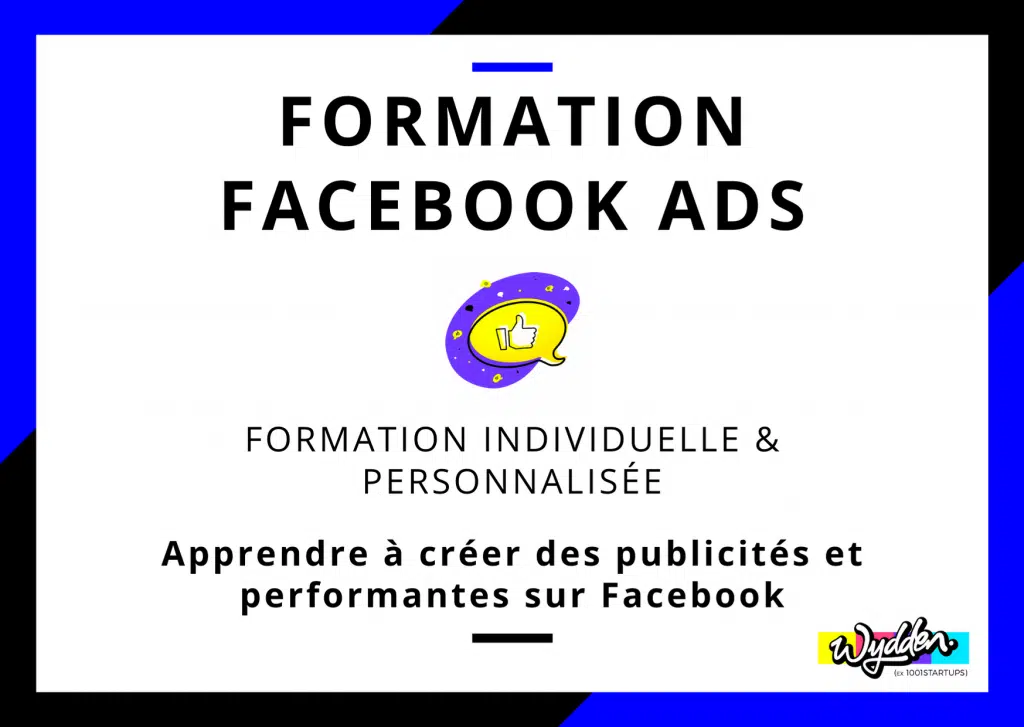 FORMATION
FACEBOOK ADS
FORMATION INDIVIDUELLE &
PERSONNALISÉE
Apprendre à créer des publicités et
performantes sur Facebook
Wydden.
(EX 1001STARTUPS)